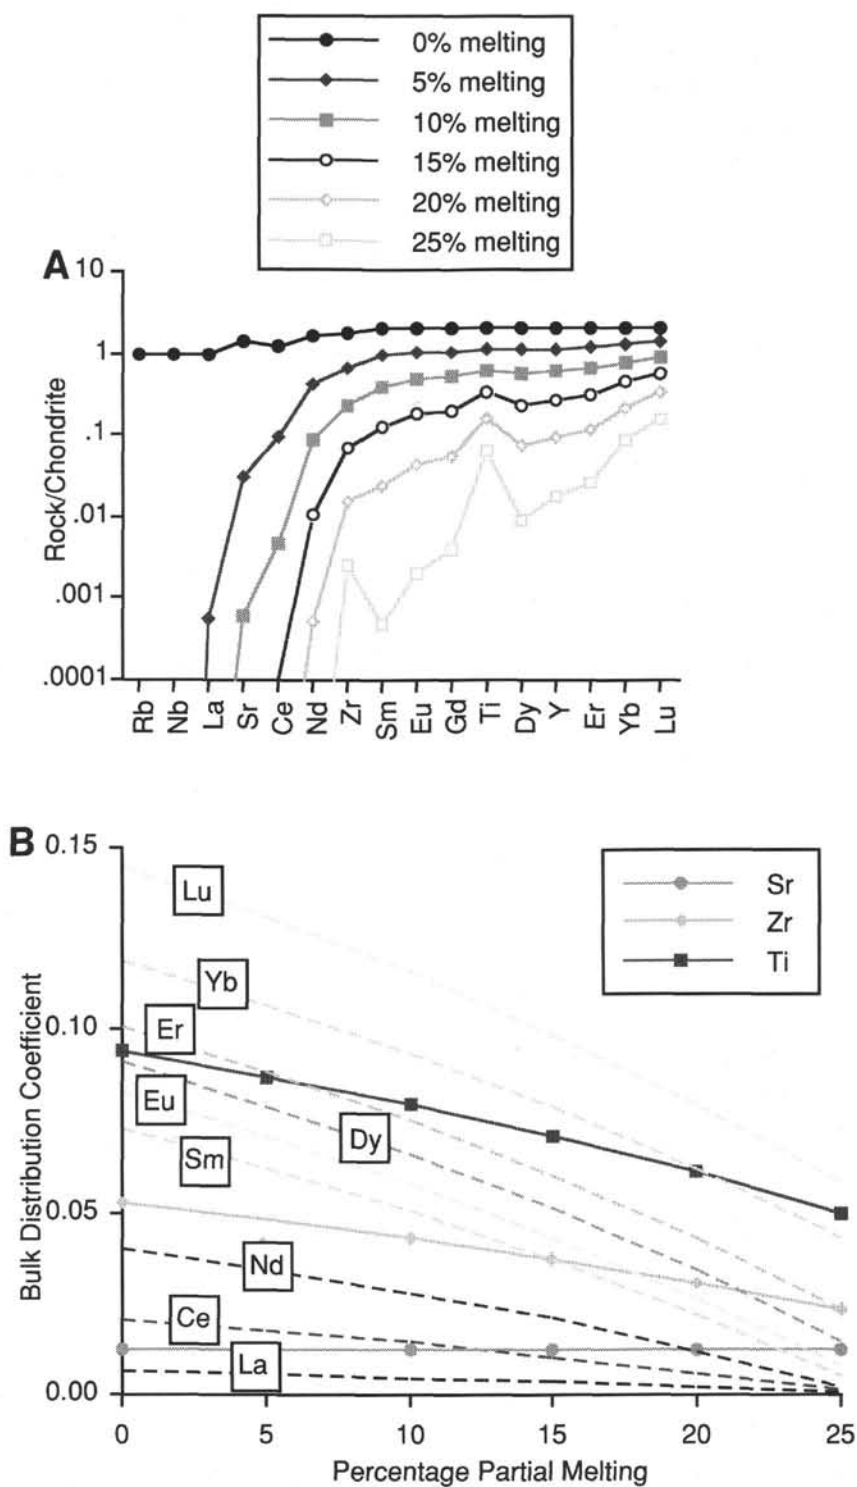 0% melting
5% melting
10% melting
15% melting
20% melting
25% melting
A
Rock/Chondrite
10
1
.1
.01
.001
.0001
Rb Nb La Sr Ce Nd Zr Sm Eu Gd Ti Dy Y Er Yb Lu
B
Bulk Distribution Coefficient
0.15
0.10
0.05
0.00
Lu
Yb
Er
Eu
Dy
Sm
Nd
Ce
La
Sr
Zr
Ti
0 5 10 15 20 25
Percentage Partial Melting